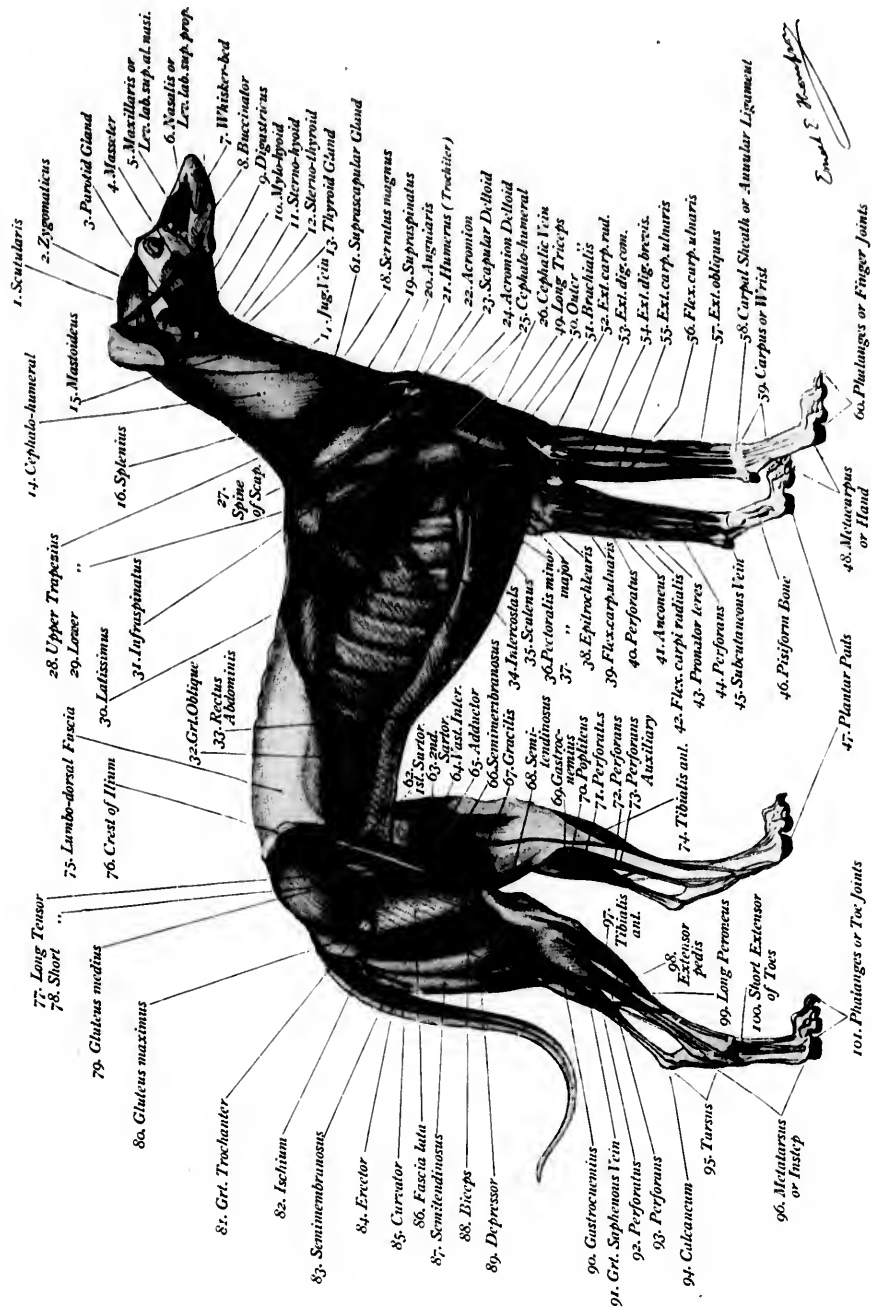 1. Scutularis
2. Zygomaticus
3. Parotid Gland
4. Masseter
5. Maxillaris or
Lev. lab. sup. al. nasi.
6. Nasalis or
Lev. lab. sup. prop.
7. Whisker-bed
8. Buccinator
9. Digastricus
10. Mylo-hyoid
11. Sterno-hyoid
12. Sterno-thyroid
13. Thyroid Gland
14. Jug. Vein
61. Suprascapular Gland
18. Serratus magnus
19. Supraspinatus
20. Anguiaris
21. Humerus (Trochiter)
22. Acromion
23. Scapular Deltoid
24. Acromion Deltoid
25. Cephalo-humeral
26. Cephalic Vein
49. Long Triceps
50. Outer „
51. Brachialis
52. Ext. carp. rad.
53. Ext. dig. com.
54. Ext. dig. brevis.
55. Ext. carp. ulnaris
56. Flex. carp. ulnaris
57. Ext. obliquus
58. Carpal Sheath or Annular Ligament
59. Carpus or Wrist
60. Phalanges or Finger Joints
14. Cephalo-humeral
15. Mastoideus
16. Splenius
27.
Spine
of Scap.
28. Upper Trapezius
29. Lower „
30. Latissimus
31. Infraspinatus
32. Grt. Oblique
33. Rectus
Abdominis
34. Intercostals
35. Scalenus
36. Pectoralis minor
37. „ major
38. Epitrochleuris
39. Flex. carp. ulnaris
40. Perforatus
41. Anconeus
42. Flex. carpi radialis
43. Pronator teres
44. Perforans
45. Subcutaneous Vein
46. Pisiform Bone
47. Plantar Pads
48. Metacarpus
or Hand
62.
1st. Sartor.
63. 2nd.
Sartor.
64. Vast. Inter.
65. Adductor
66. Semimembranosus
67. Gracilis
68. Semi-
tendinosus
69. Gastroc-
nemius
70. Popliteus
71. Perforatus
72. Perforans
73. Perforans
Auxiliary
74. Tibialis ant.
75. Lumbo-dorsal Fascia
76. Crest of Ilium
77. Long Tensor
78. Short „
79. Gluteus medius
80. Gluteus maximus
81. Grt. Trochanter
82. Ischium
83. Semimembranosus
84. Erector
85. Curvator
86. Fascia lata
87. Semitendinosus
88. Biceps
89. Depressor
90. Gastrocnemius
91. Grt. Saphenous Vein
92. Perforatus
93. Perforans
94. Calcaneum
95. Tarsus
96. Metatarsus
or Instep
97.
Tibialis
ant.
98.
Extensor
pedis
99. Long Peroneus
100. Short Extensor
of Toes
101. Phalanges or Toe Joints